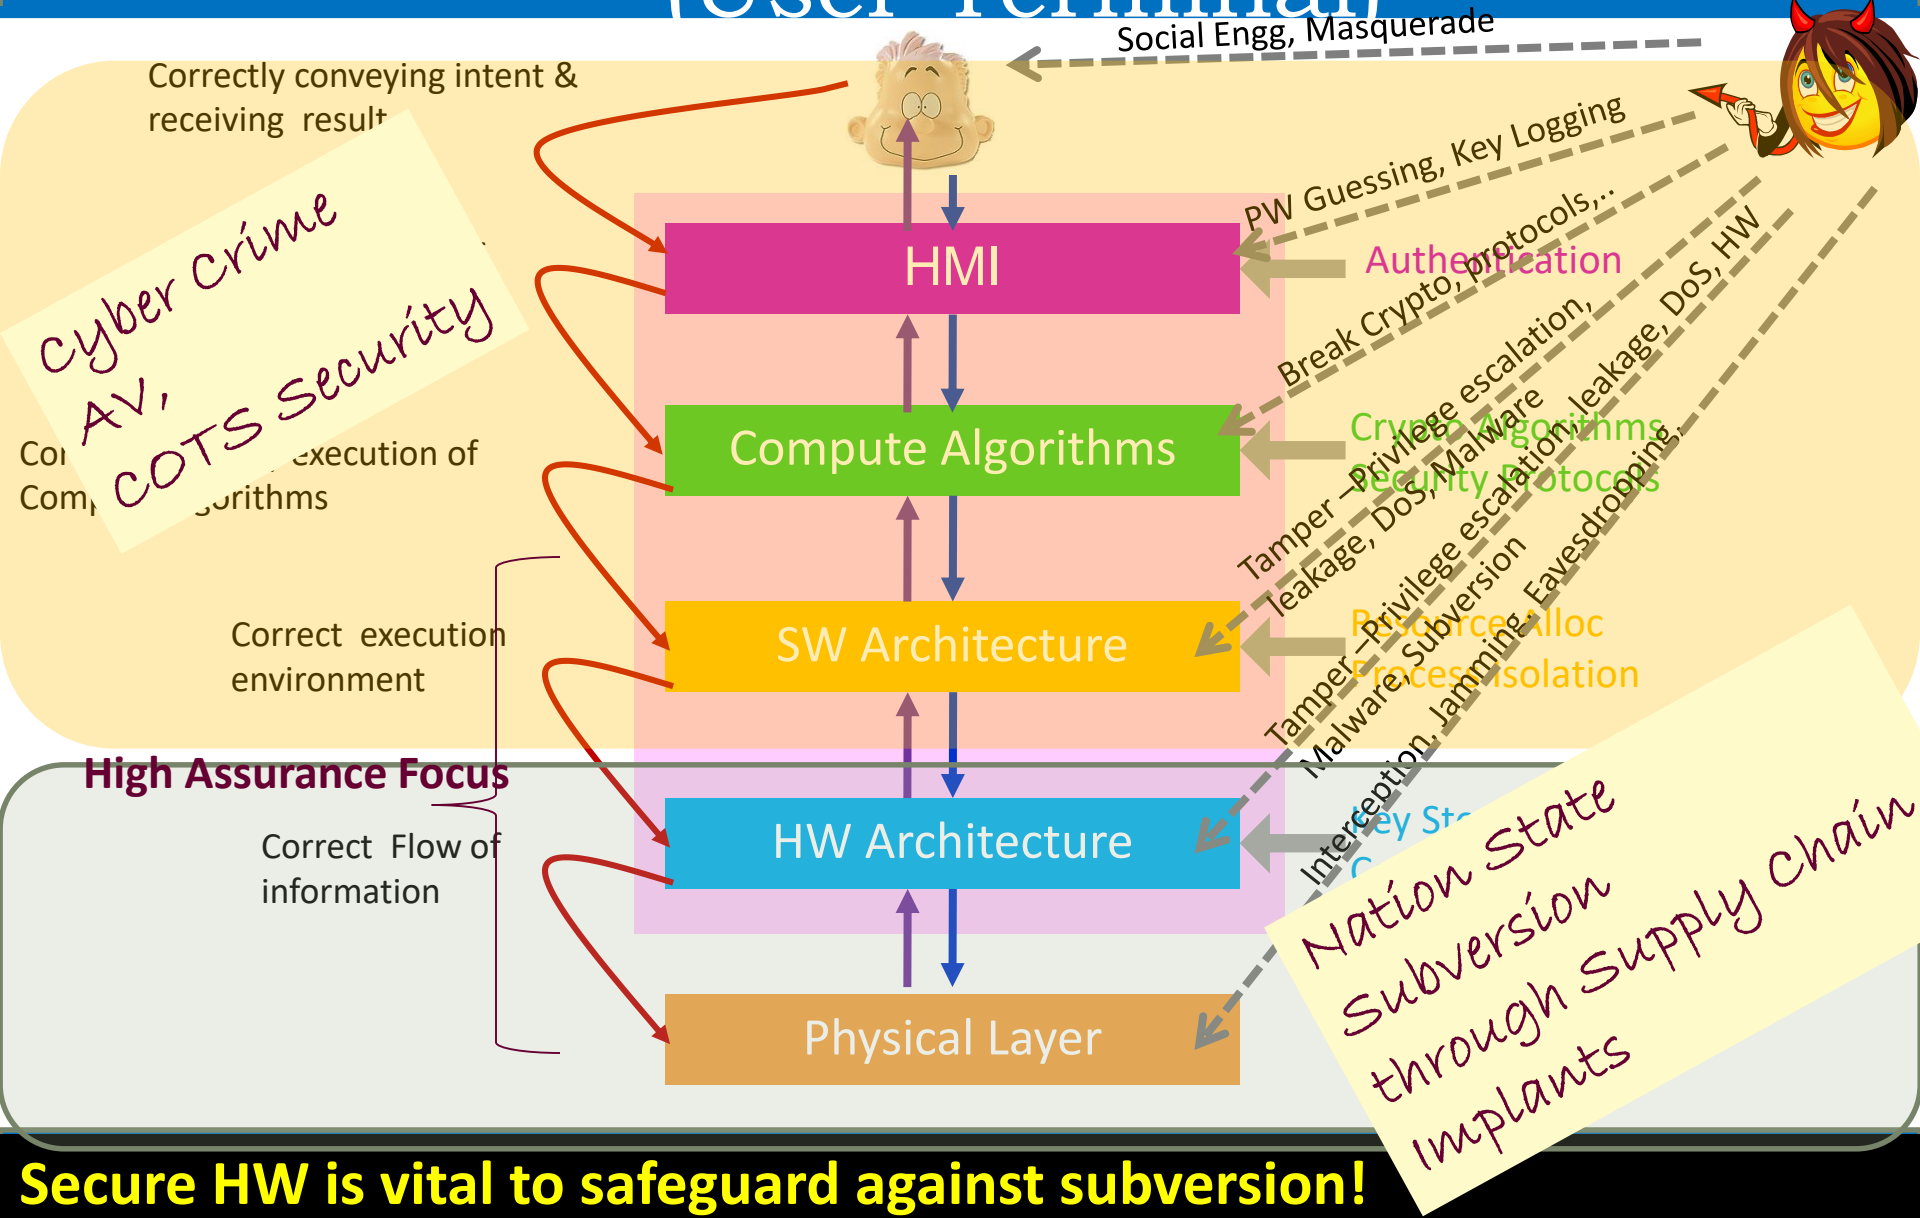 (User Terminal)
Social Engg, Masquerade
Correctly conveying intent &
receiving result
PW Guessing, Key Logging
Cyber Crime
AV,
COTS Security
HMI
Authentication
Break Crypto, protocols,..
Compute Algorithms
Crypto Algorithms
Security Protocols
execution of
Tamper –Privilege escalation,
leakage, DoS, Malware
SW Architecture
Correct execution
environment
Resource Alloc
Process Isolation
Tamper –Privilege escalation, leakage, DoS, HW
Malware, Subversion
High Assurance Focus
HW Architecture
Correct Flow of
information
Key
Interception, Jamming, Eavesdropping,
Physical Layer
Nation State
Subversion
through Supply Chain
Implants
Secure HW is vital to safeguard against subversion!